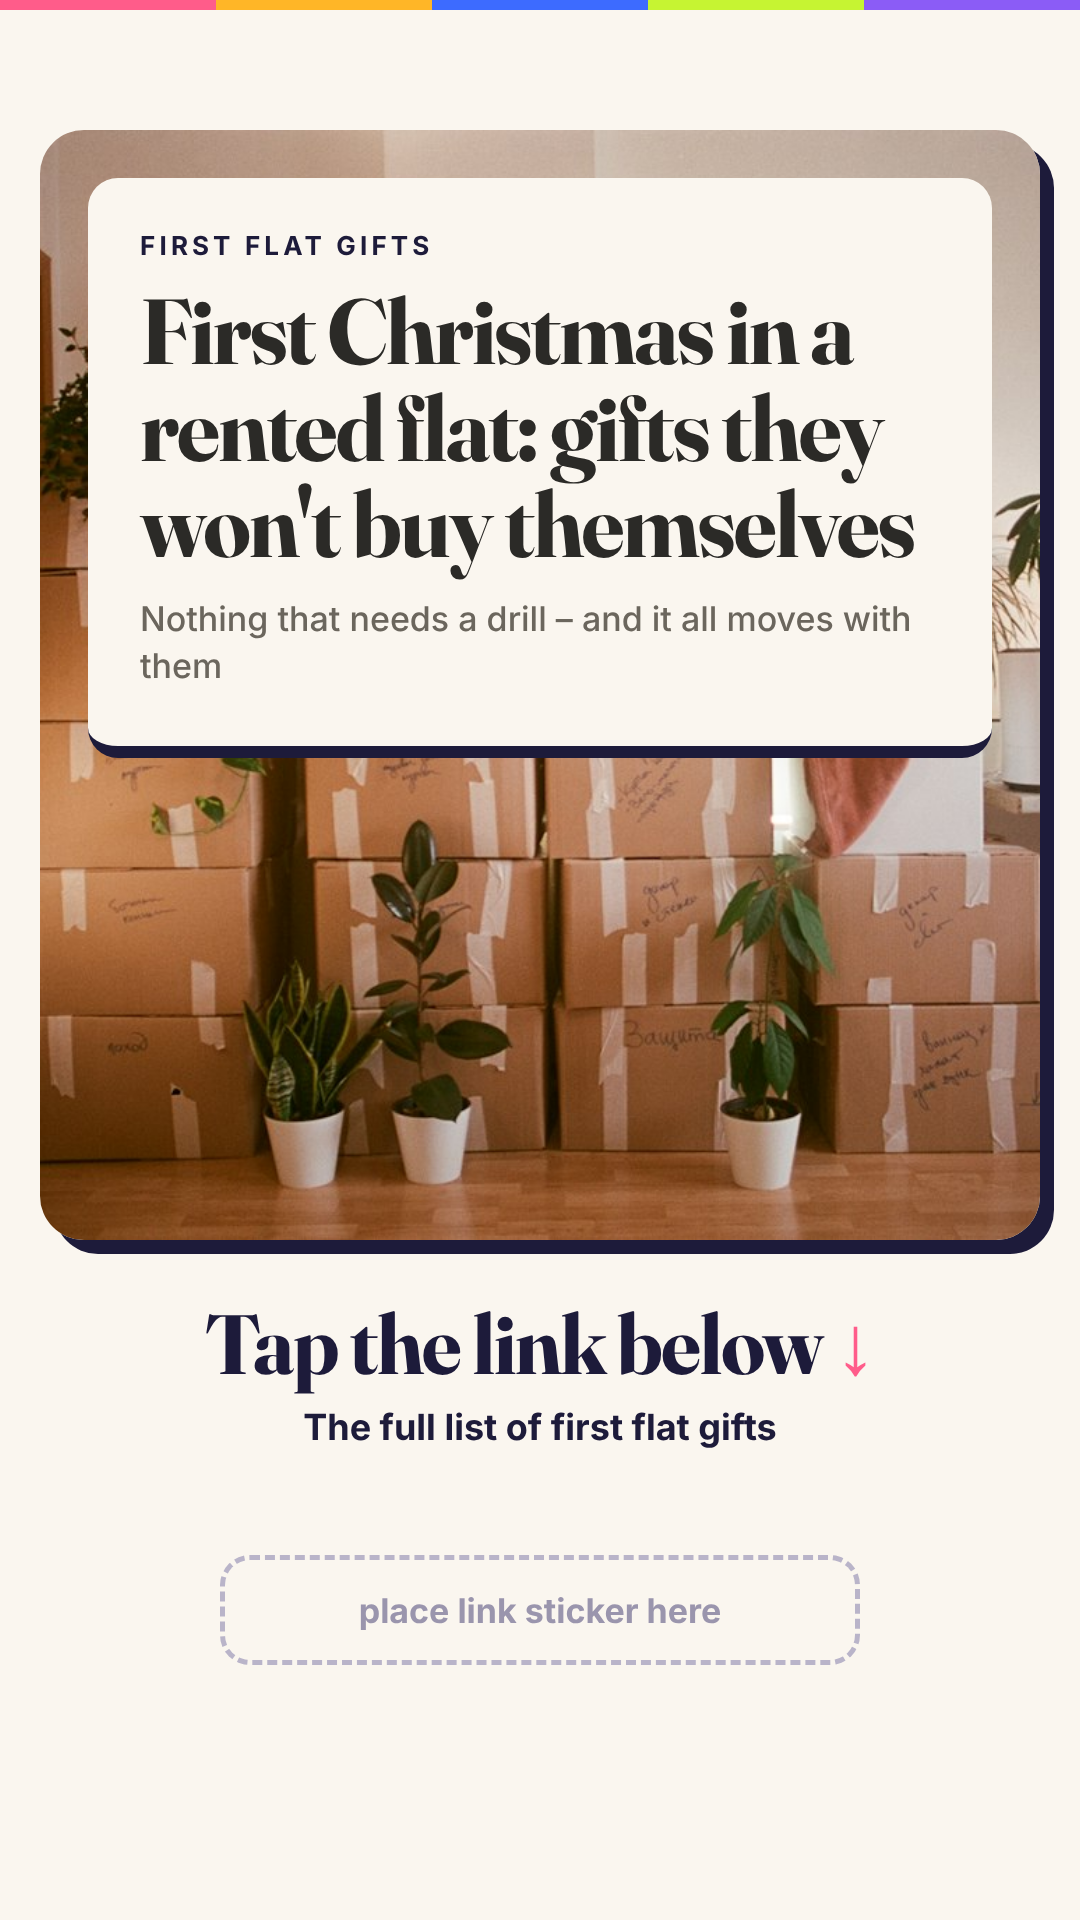 FIRST FLAT GIFTS
First Christmas in a
rented flat: gifts they
won't buy themselves
Nothing that needs a drill – and it all moves with
them
Защита
Tap the link below ↓
The full list of first flat gifts
place link sticker here